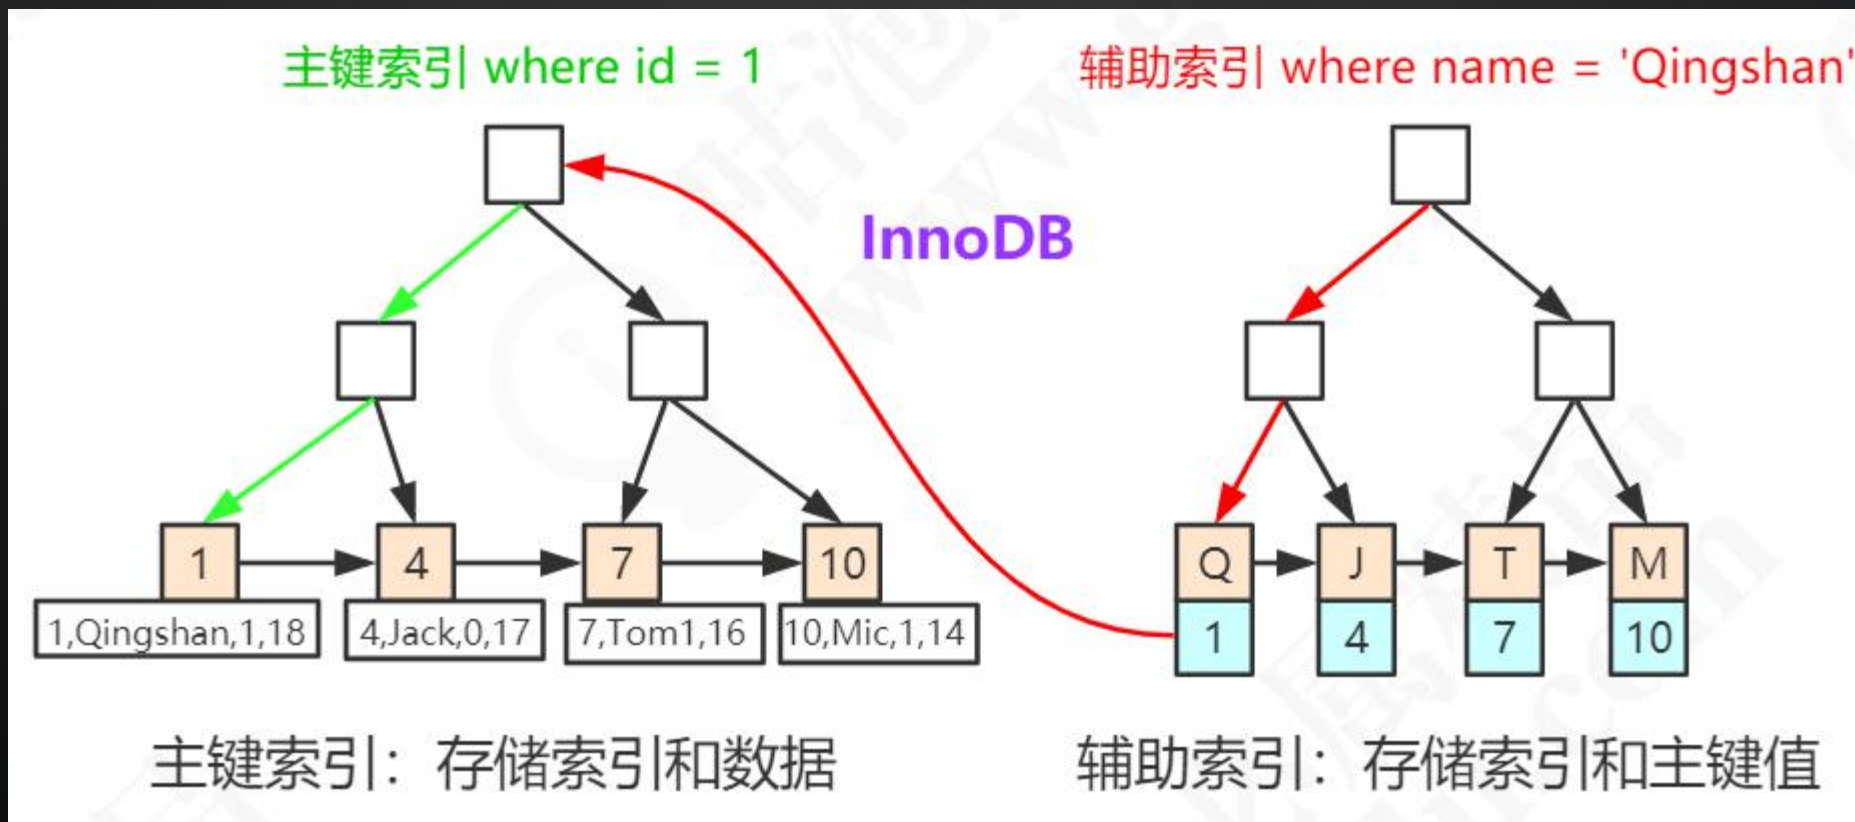 主键索引 where id = 1
辅助索引 where name = 'Qingshan'
InnoDB
1
4
7
10
1,Qingshan,1,18
4,Jack,0,17
7,Tom1,16
10,Mic,1,14
Q
J
T
M
1
4
7
10
主键索引：存储索引和数据
辅助索引：存储索引和主键值